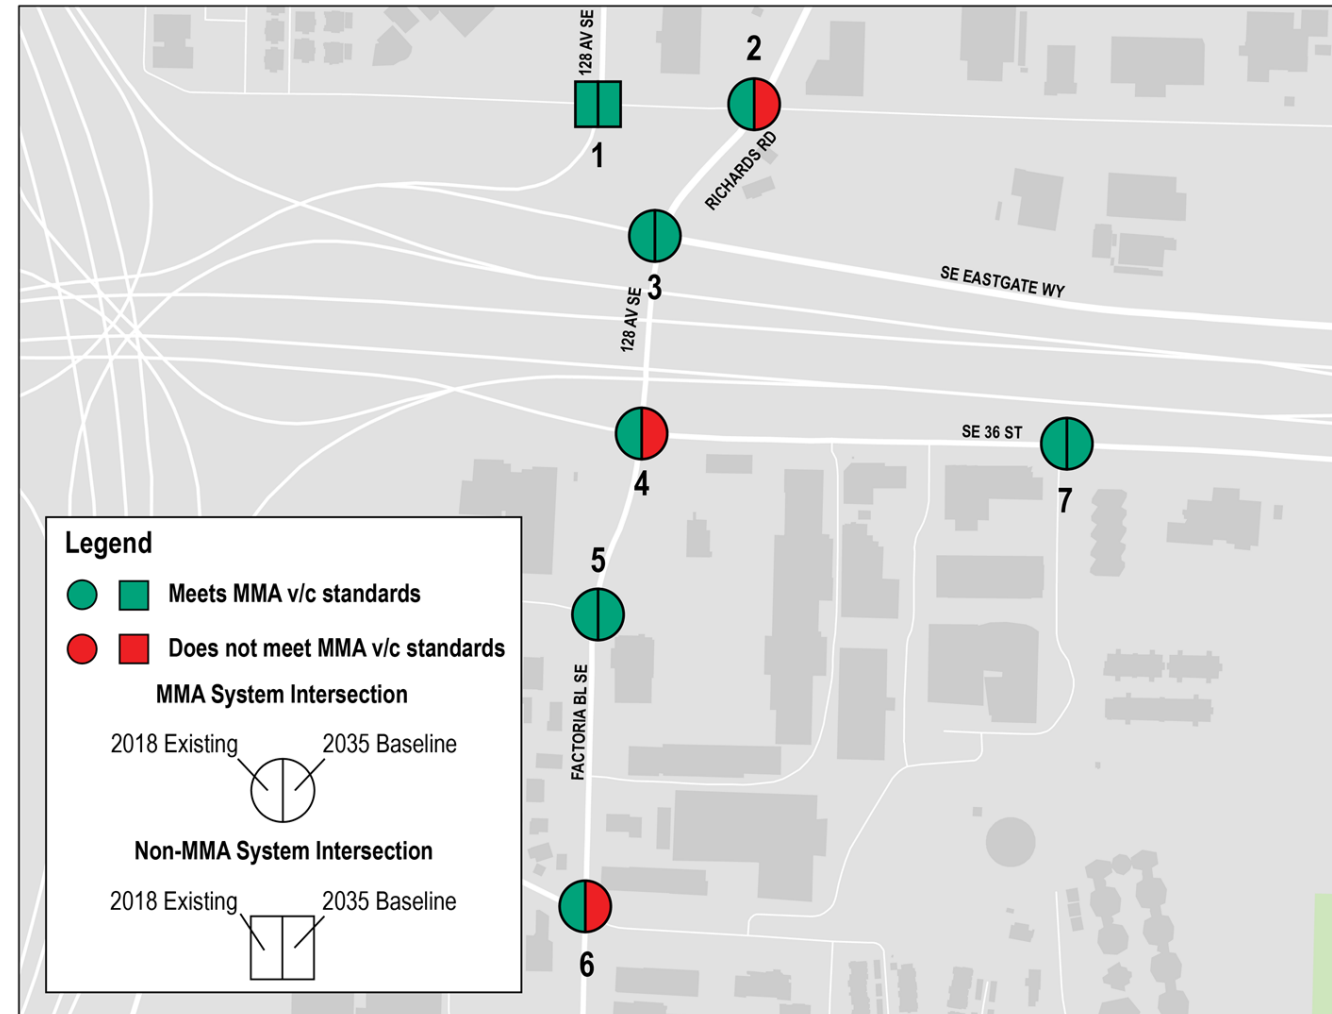 128 AV SE
2
1
RICHARDS RD
3
SE EASTGATE WY
128 AV SE
4
SE 36 ST
7
5
FACTORIA BL SE
6
Legend
Meets MMA v/c standards
Does not meet MMA v/c standards
MMA System Intersection
2018 Existing 2035 Baseline
Non-MMA System Intersection
2018 Existing 2035 Baseline